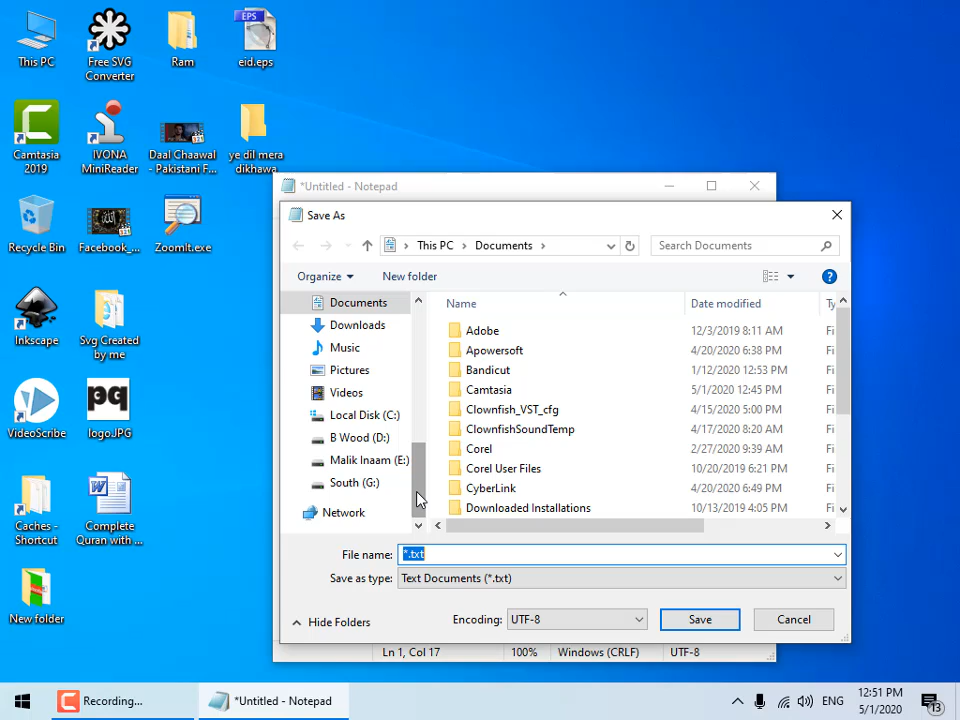 This PC
Free SVG
Converter
Ram
EPS
eid.eps
Camtasia
2019
IVONA
MiniReader
Daal Chaawal
- Pakistani F...
ye dil mera
dikhawa
Recycle Bin
Facebook_...
Zoomit.exe
Inkscape
Svg Created
by me
VideoScribe
pq
logo.JPG
Caches -
Shortcut
Complete
Quran with ...
New folder
*Untitled - Notepad
Save As
This PC > Documents >
Search Documents
Organize
New folder
Documents
Downloads
Music
Pictures
Videos
Local Disk (C:)
B Wood (D:)
Malik Inaam (E:)
South (G:)
Network
Name Date modified Ty
Adobe 12/3/2019 8:11 AM Fi
Apowersoft 4/20/2020 6:38 PM Fi
Bandicut 1/12/2020 12:53 PM Fi
Camtasia 5/1/2020 12:45 PM Fi
Clownfish_VST_cfg 4/15/2020 5:00 PM Fi
ClownfishSoundTemp 4/17/2020 8:20 AM Fi
Corel 2/27/2020 9:39 AM Fi
Corel User Files 10/20/2019 6:21 PM Fi
CyberLink 4/20/2020 6:49 PM Fi
Downloaded Installations 10/13/2019 4:05 PM Fi
File name: *.txt
Save as type: Text Documents (*.txt)
Hide Folders
Encoding: UTF-8
Save
Cancel
Ln 1, Col 17 100% Windows (CRLF) UTF-8
Recording...
*Untitled - Notepad
ENG
12:51 PM
5/1/2020
13